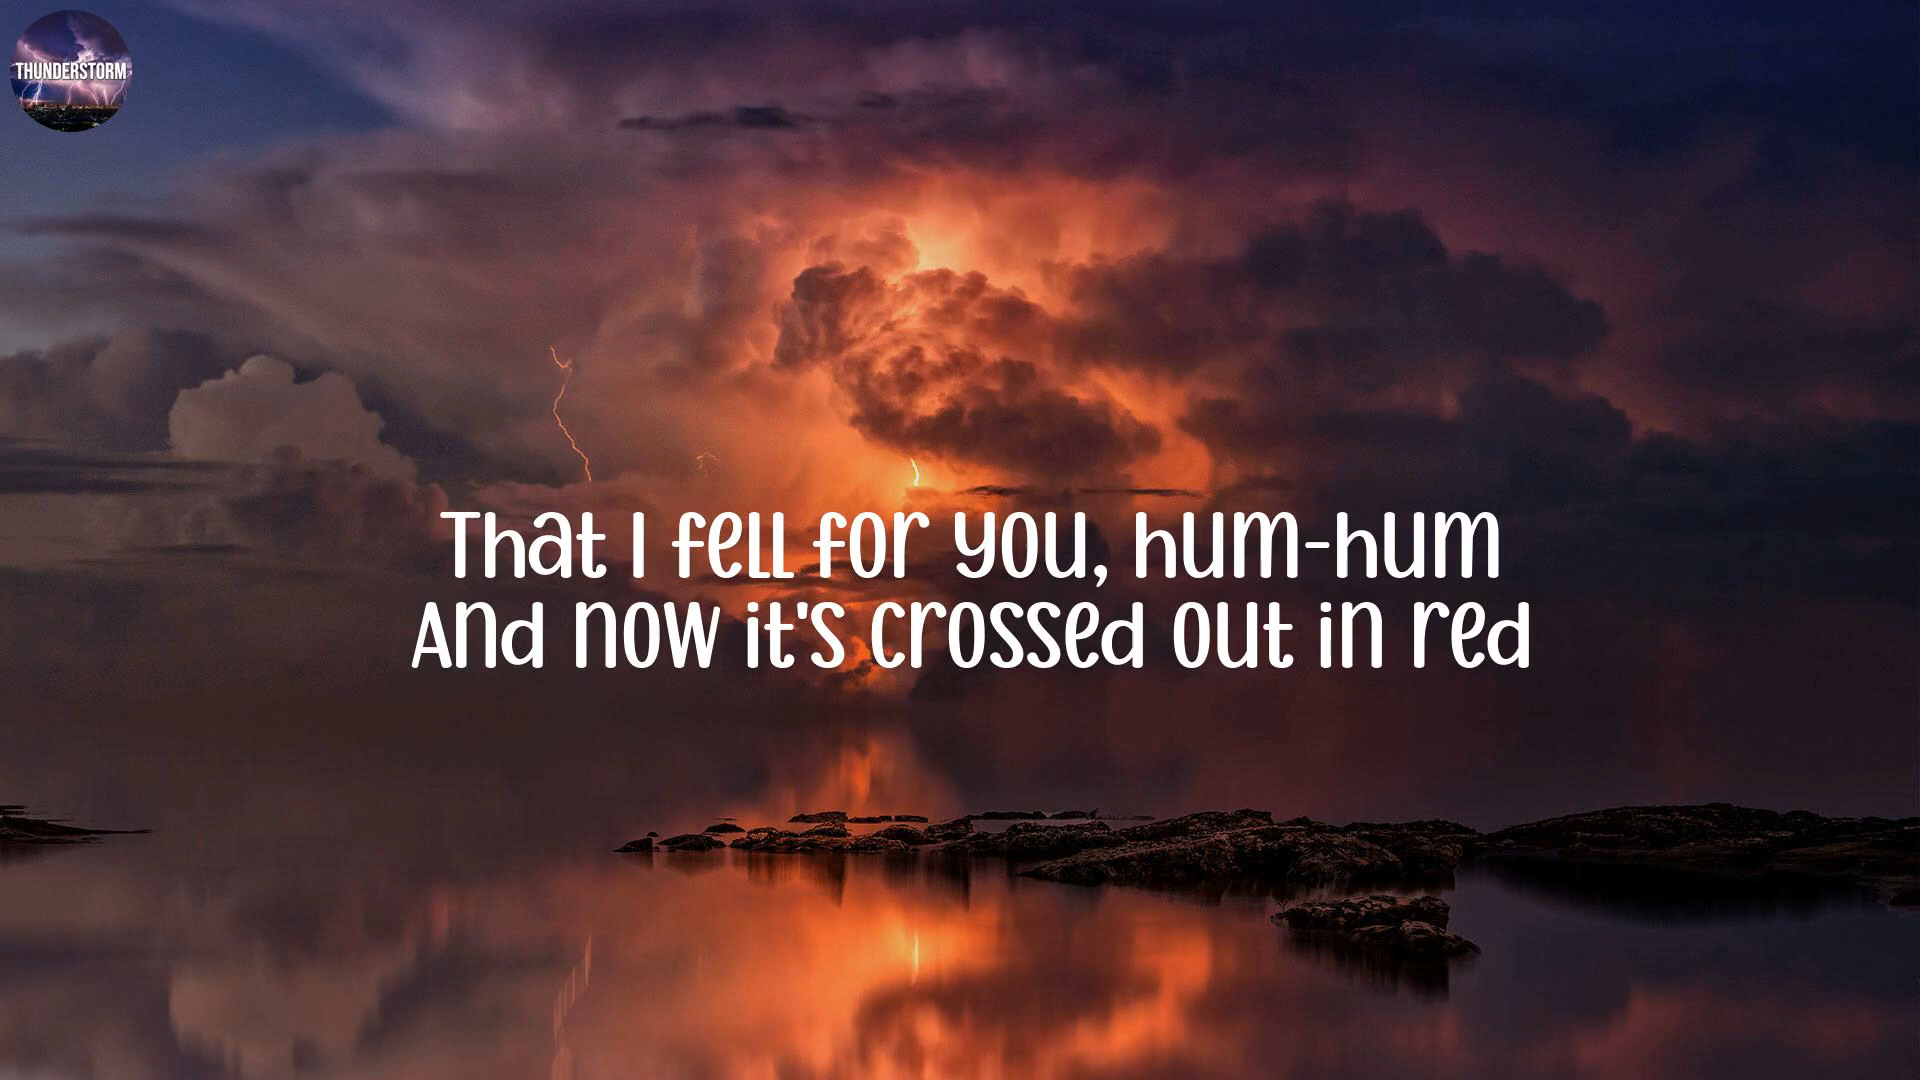 THUNDERSTORM
That I fell for you, hum-hum
And now it's crossed out in red